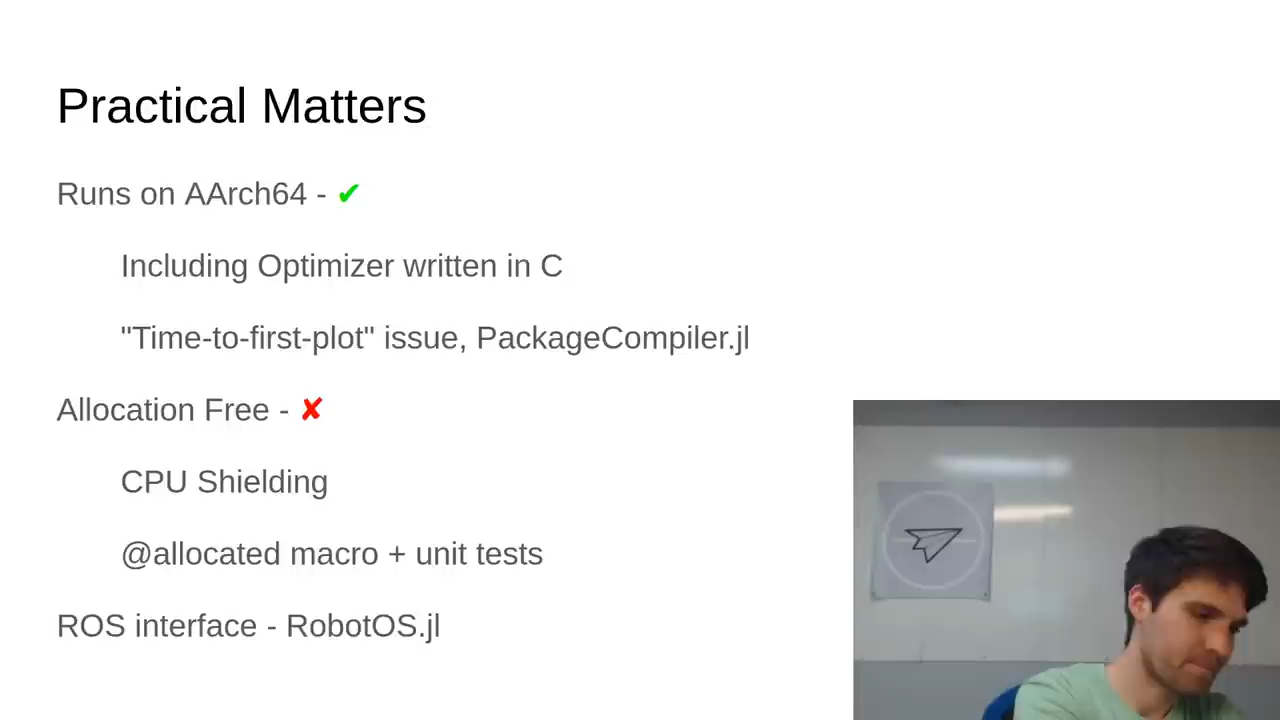 Practical Matters
Runs on AArch64 - ✔
Including Optimizer written in C
"Time-to-first-plot" issue, PackageCompiler.jl
Allocation Free - ✘
CPU Shielding
@allocated macro + unit tests
ROS interface - RobotOS.jl